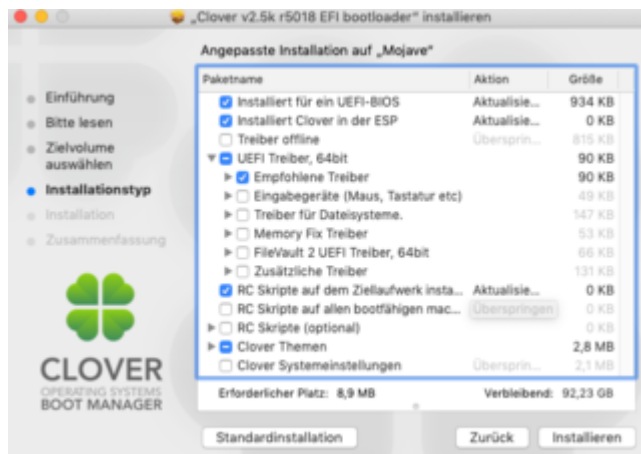 „Clover v2.5k r5018 EFI bootloader“ installieren
Angepasste Installation auf „Mojave“
Einführung
Bitte lesen
Zielvolume
auswählen
Installationstyp
Installation
Zusammenfassung
CLOVER
OPERATING SYSTEMS
BOOT MANAGER
Paketname Aktion Größe
Installiert für ein UEFI-BIOS Aktualisie... 934 KB
Installiert Clover in der ESP Aktualisie... 0 KB
Treiber offline Übersprin... 815 KB
UEFI Treiber, 64bit 90 KB
Empfohlene Treiber 90 KB
Eingabegeräte (Maus, Tastatur etc) 49 KB
Treiber für Dateisysteme. 147 KB
Memory Fix Treiber 53 KB
FileVault 2 UEFI Treiber, 64bit 66 KB
Zusätzliche Treiber 131 KB
RC Skripte auf dem Ziellaufwerk insta... Aktualisie... 0 KB
RC Skripte auf allen bootfähigen mac... Überspringen 0 KB
RC Skripte (optional) 0 KB
Clover Themen 2,8 MB
Clover Systemeinstellungen Übersprin... 2,1 MB
Erforderlicher Platz: 8,9 MB Verbleibend: 92,23 GB
Standardinstallation Zurück Installieren